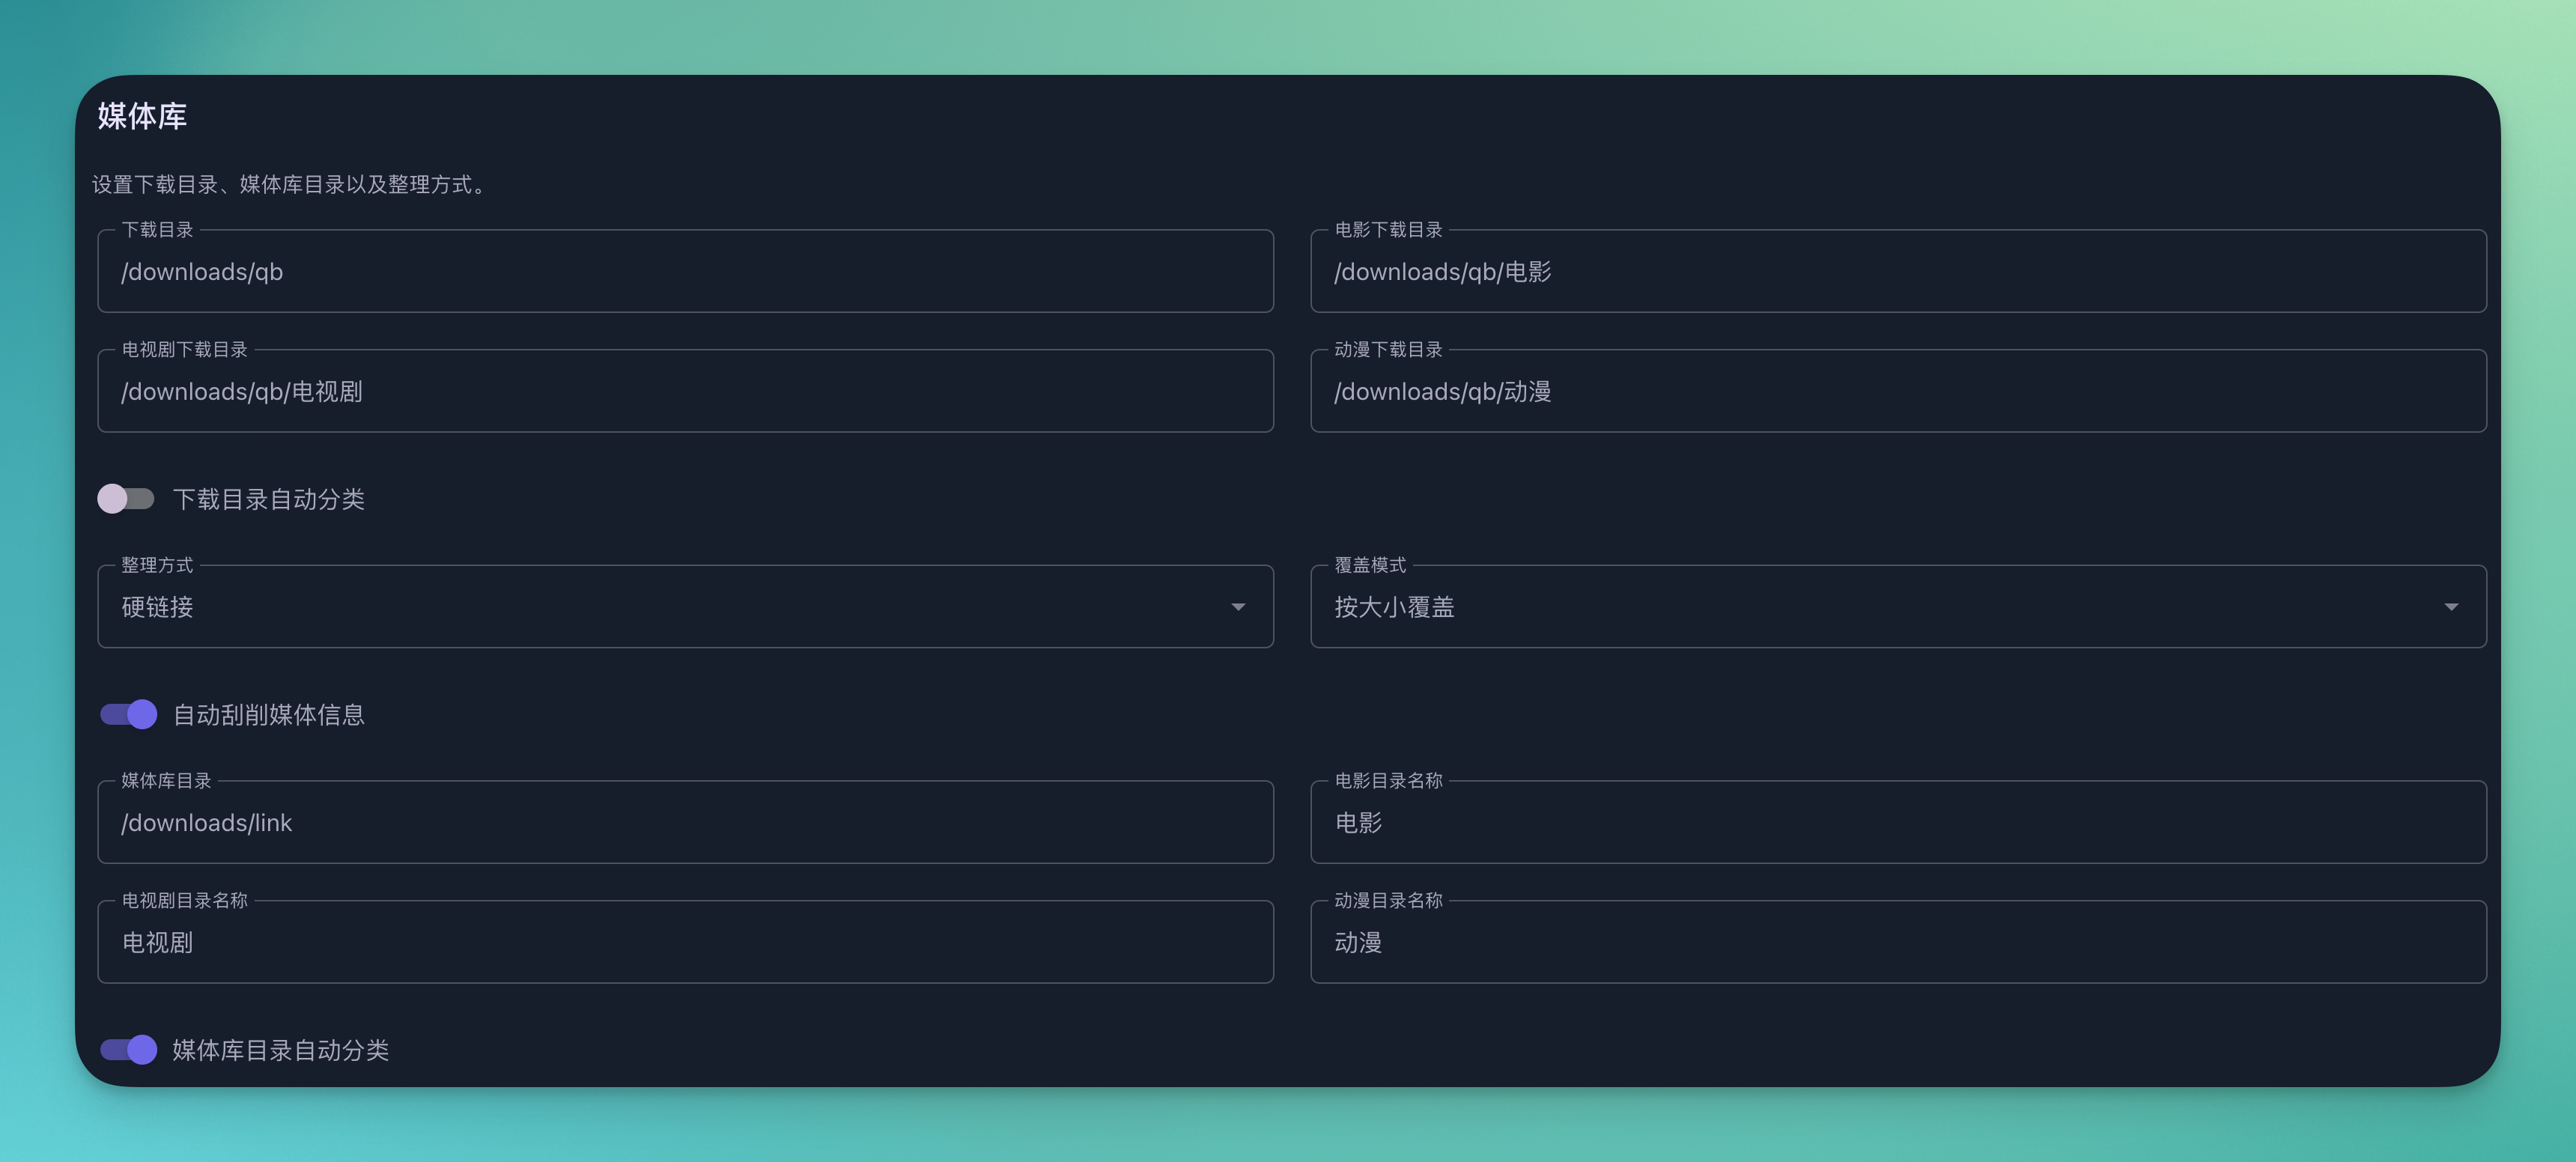 媒体库
设置下载目录、媒体库目录以及整理方式。
下载目录
/downloads/qb
电影下载目录
/downloads/qb/电影
电视剧下载目录
/downloads/qb/电视剧
动漫下载目录
/downloads/qb/动漫
下载目录自动分类
整理方式
硬链接
覆盖模式
按大小覆盖
自动刮削媒体信息
媒体库目录
/downloads/link
电影目录名称
电影
电视剧目录名称
电视剧
动漫目录名称
动漫
媒体库目录自动分类